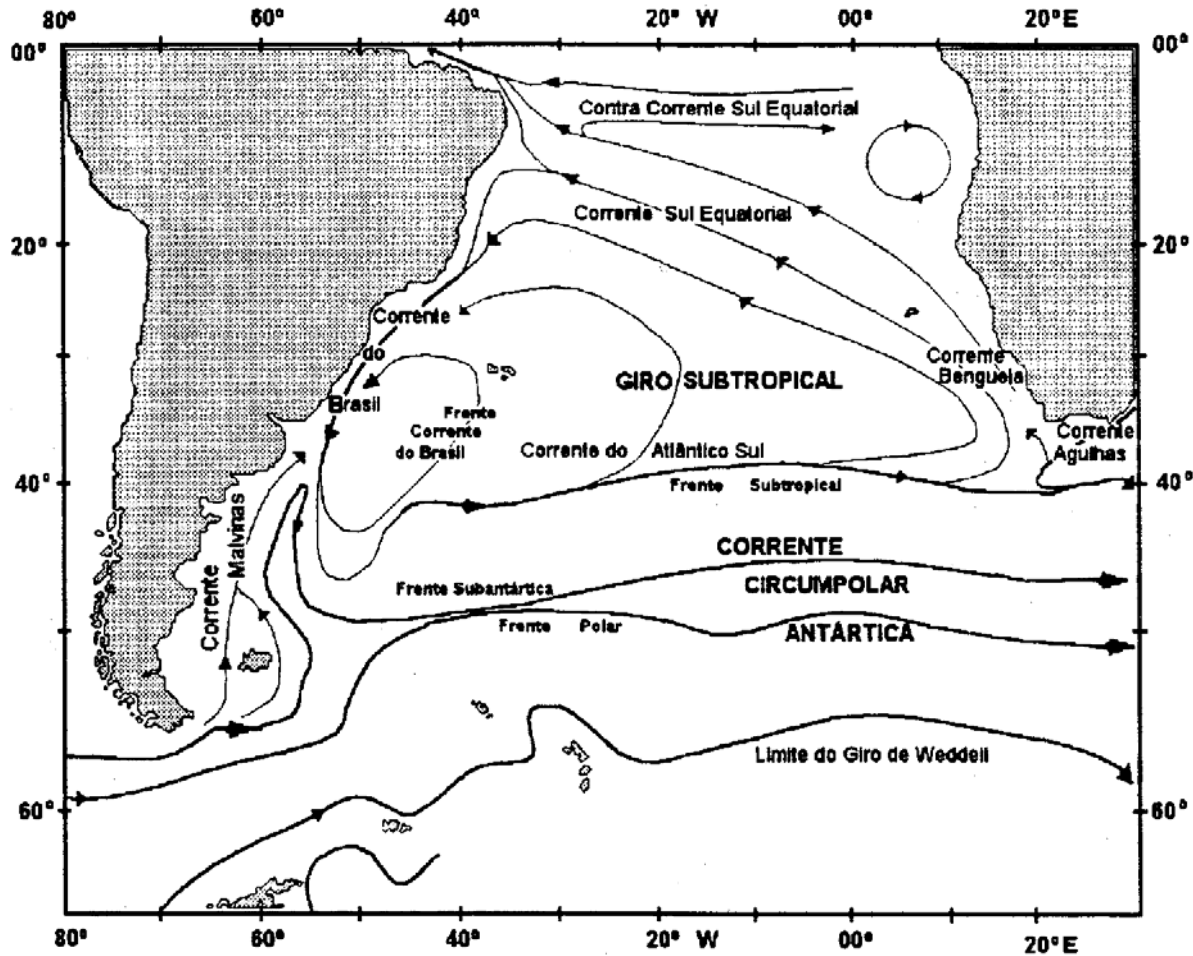 80° 60° 40° 20° W 00° 20°E
00° 00°
Contra Corrente Sul Equatorial
Corrente Sul Equatorial
20° 20°
Corrente
do
Brasil
Corrente
Benguela
GIRO SUBTROPICAL
Frente
Corrente
do Brasil
Corrente do Atlântico Sul
Corrente
Agulhas
40° 40°
Frente Subtropical
Corrente Malvinas
CORRENTE
CIRCUMPOLAR
ANTÁRTICA
Frente Subantártica
Frente Polar
Limite do Giro de Weddell
60° 60°
80° 60° 40° 20° W 00° 20°E